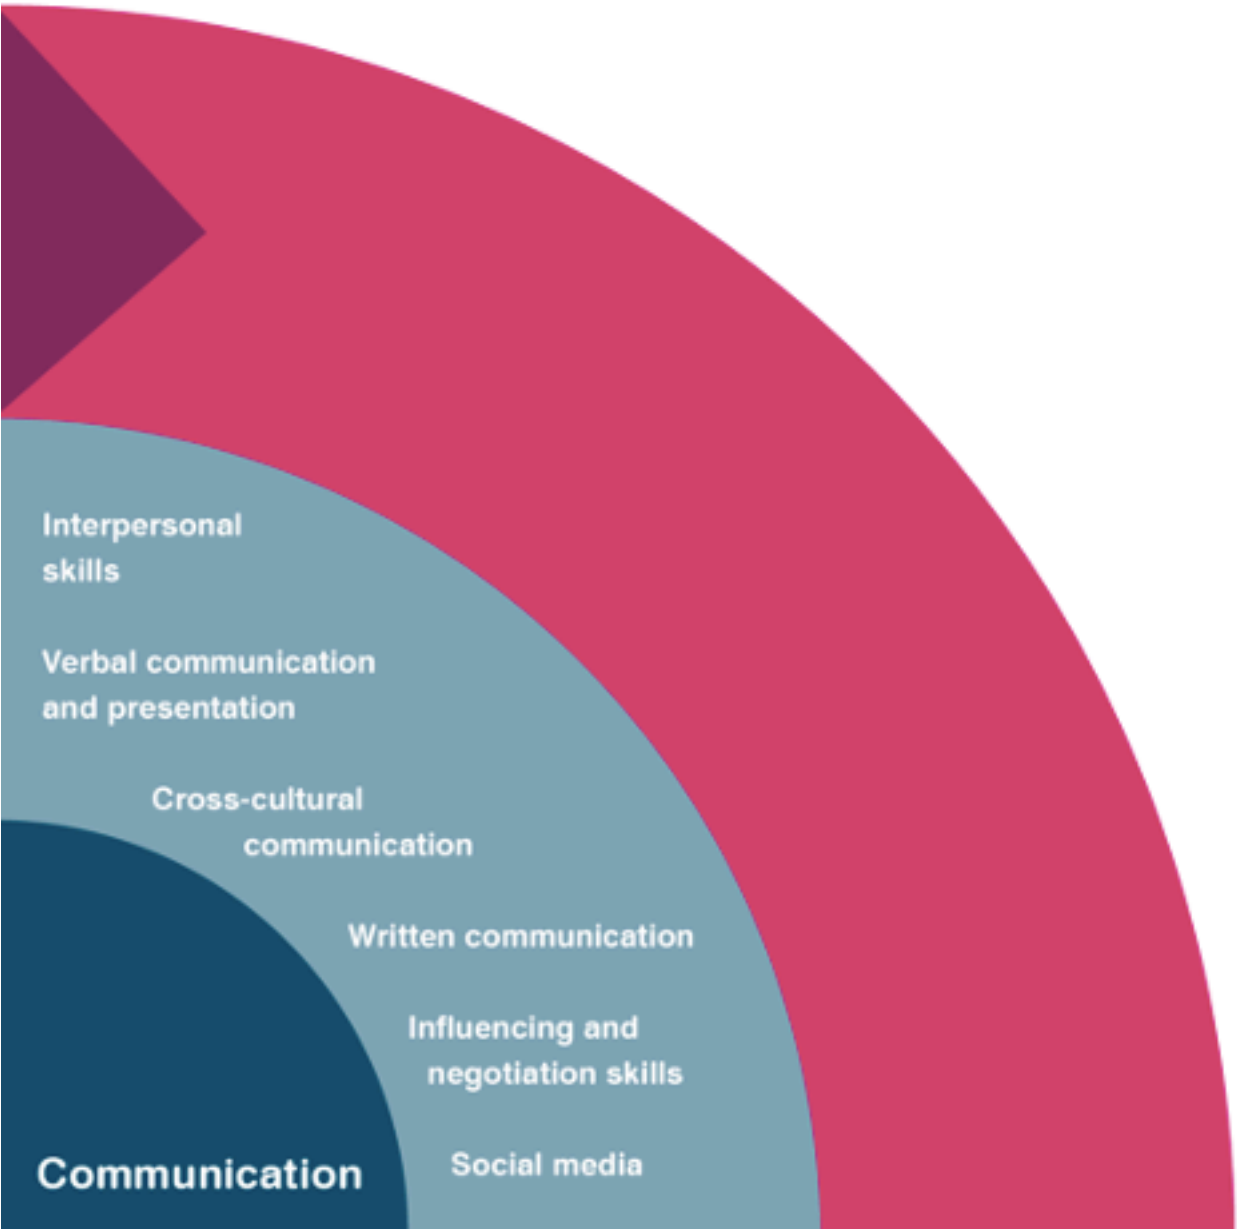 Interpersonal
skills
Verbal communication
and presentation
Cross-cultural
communication
Written communication
Influencing and
negotiation skills
Social media
Communication